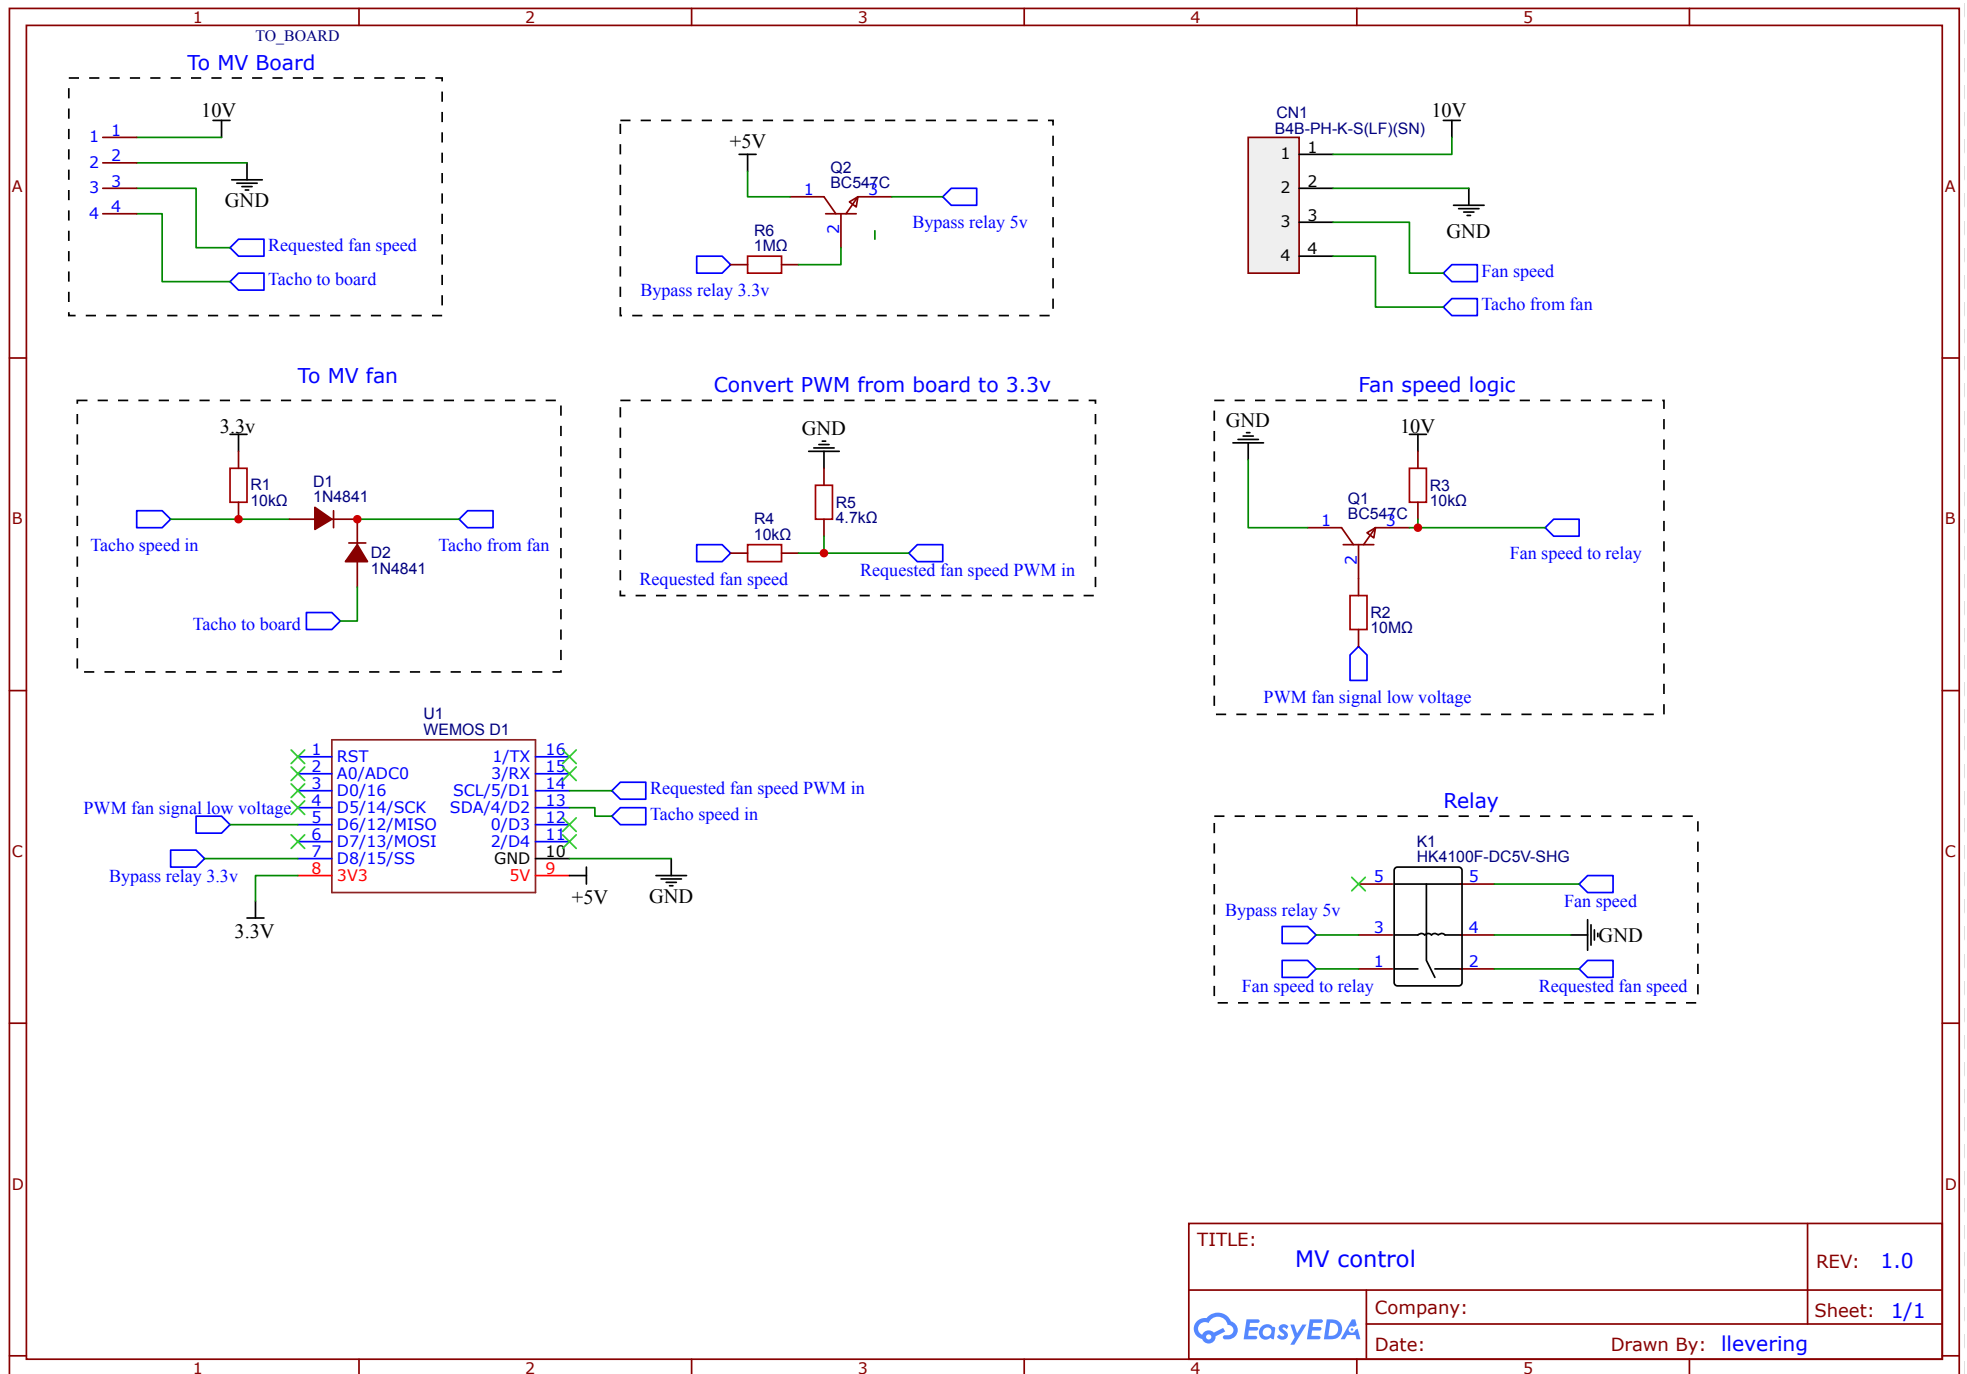 1 2 3 4 5
TO_BOARD
To MV Board
10V
1 1
2 2
3 3
4 4
GND
Requested fan speed
Tacho to board
+5V
Q2
BC547C
1 3
2
Bypass relay 5v
R6
1MΩ
Bypass relay 3.3v
CN1
B4B-PH-K-S(LF)(SN)
10V
1 1
2 2
3 3
4 4
GND
Fan speed
Tacho from fan
A A
To MV fan
3.3v
R1
10kΩ
D1
1N4841
D2
1N4841
Tacho speed in
Tacho from fan
Tacho to board
Convert PWM from board to 3.3v
GND
R5
4.7kΩ
R4
10kΩ
Requested fan speed
Requested fan speed PWM in
Fan speed logic
GND
10V
R3
10kΩ
Q1
BC547C
1 3
2
Fan speed to relay
R2
10MΩ
PWM fan signal low voltage
B B
U1
WEMOS D1
1 RST 1/TX 16
2 A0/ADC0 3/RX 15
3 D0/16 SCL/5/D1 14
4 D5/14/SCK SDA/4/D2 13
5 D6/12/MISO 0/D3 12
6 D7/13/MOSI 2/D4 11
7 D8/15/SS GND 10
8 3V3 5V 9
PWM fan signal low voltage
Bypass relay 3.3v
3.3V
Requested fan speed PWM in
Tacho speed in
+5V
GND
Relay
K1
HK4100F-DC5V-SHG
5 5
Fan speed
Bypass relay 5v
3 4
GND
1 2
Fan speed to relay
Requested fan speed
C C
D D
TITLE:
MV control
REV: 1.0
EasyEDA
Company:
Sheet: 1/1
Date:
Drawn By: llevering
1 2 3 4 5